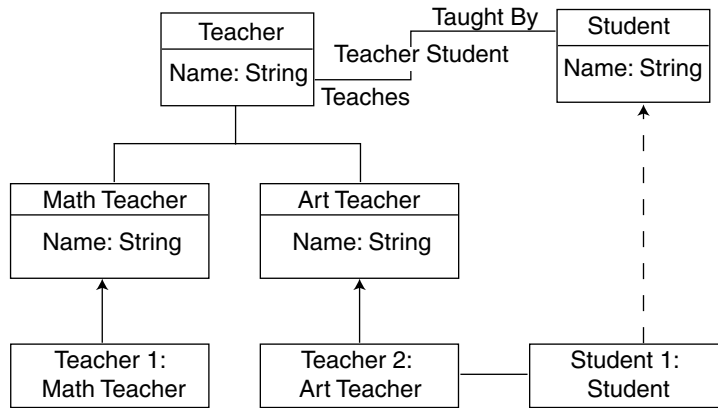 Taught By
Teacher
Student
Teacher Student
Name: String
Name: String
Teaches
Math Teacher
Art Teacher
Name: String
Name: String
Teacher 1:
Math Teacher
Teacher 2:
Art Teacher
Student 1:
Student